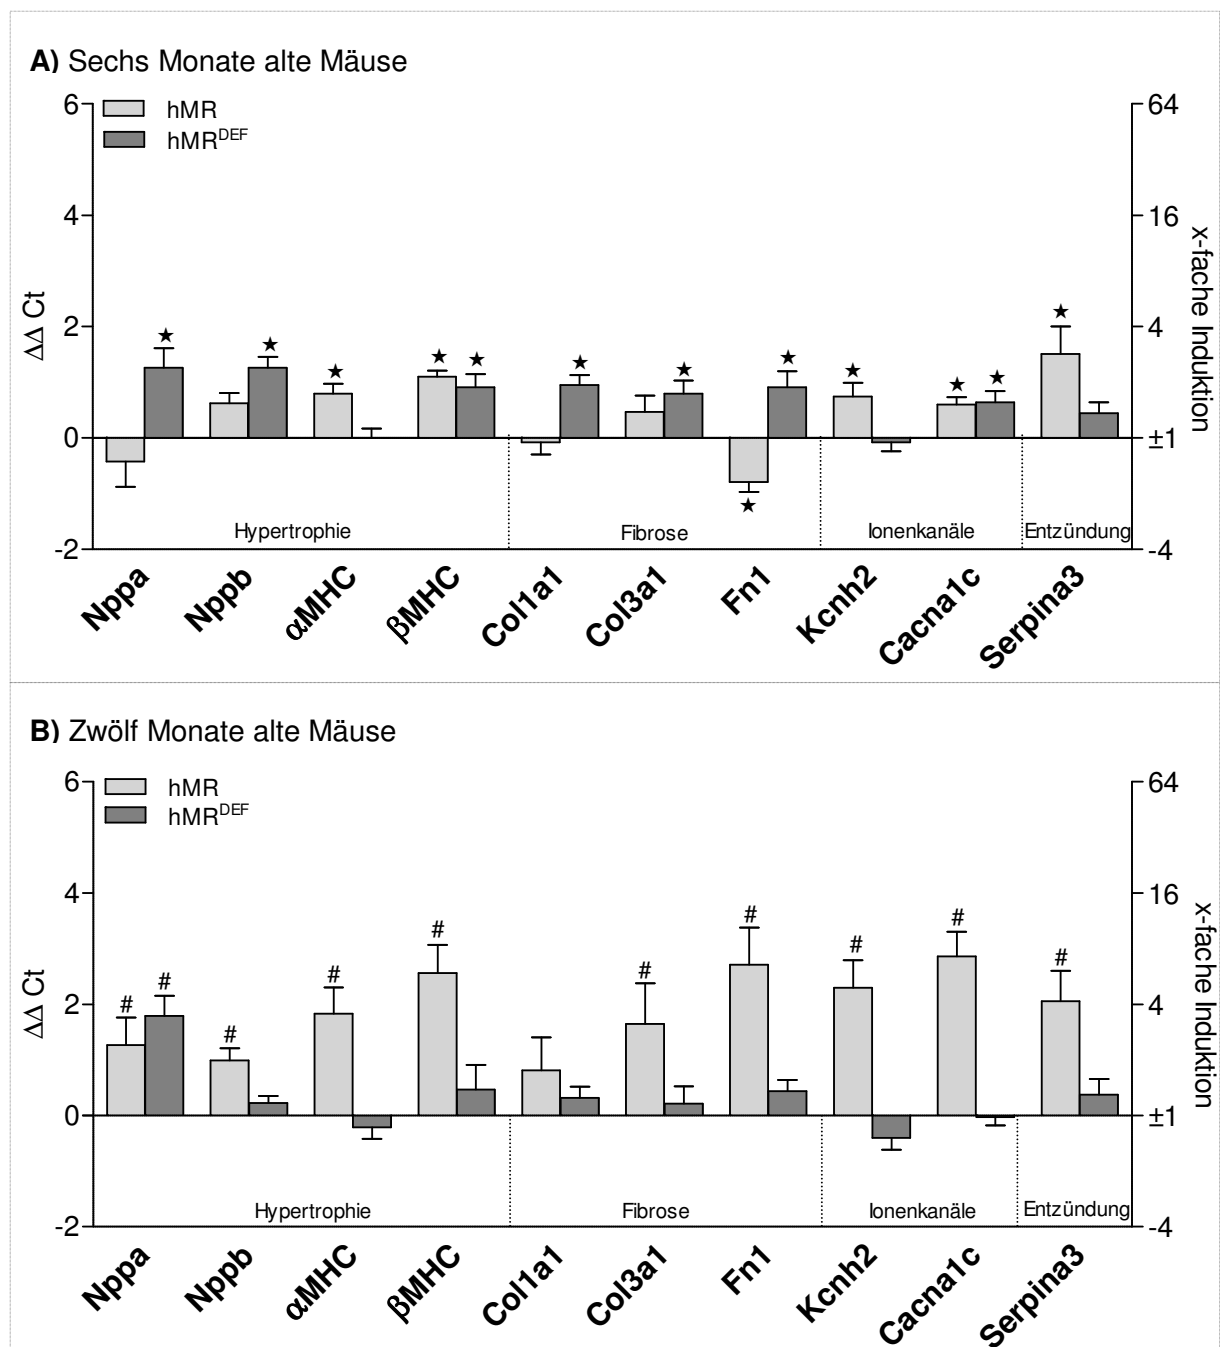 A) Sechs Monate alte Mäuse
hMR
hMR^DEF
6
4
2
0
-2
ΔΔ Ct
64
16
4
±1
-4
x-fache Induktion
★ ★ ★ ★ ★ ★ ★ ★ ★ ★ ★ ★ ★
Hypertrophie Fibrose Ionenkanäle Entzündung
Nppa Nppb αMHC βMHC Col1a1 Col3a1 Fn1 Kcnh2 Cacna1c Serpina3
B) Zwölf Monate alte Mäuse
hMR
hMR^DEF
6
4
2
0
-2
ΔΔ Ct
64
16
4
±1
-4
x-fache Induktion
# # # # # # # # # #
Hypertrophie Fibrose Ionenkanäle Entzündung
Nppa Nppb αMHC βMHC Col1a1 Col3a1 Fn1 Kcnh2 Cacna1c Serpina3